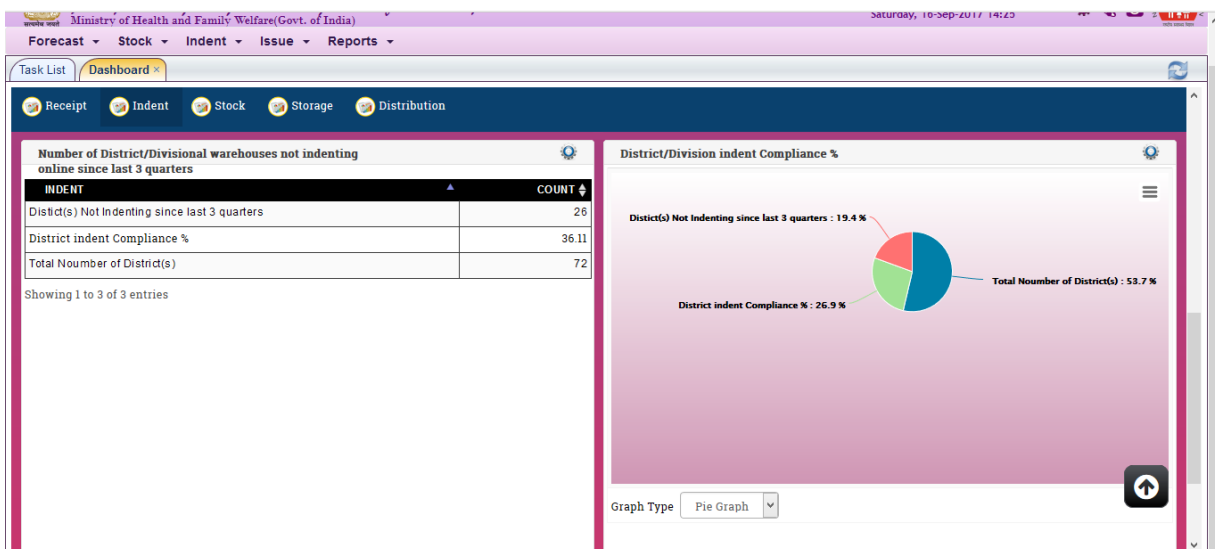 सत्यमेव जयते
Ministry of Health and Family Welfare(Govt. of India)
Saturday, 16-Sep-2017 14:25
Forecast Stock Indent Issue Reports
Task List Dashboard ×
Receipt Indent Stock Storage Distribution
Number of District/Divisional warehouses not indenting
online since last 3 quarters
INDENT COUNT
Distict(s) Not Indenting since last 3 quarters 26
District indent Compliance % 36.11
Total Noumber of District(s) 72
Showing 1 to 3 of 3 entries
District/Division indent Compliance %
Distict(s) Not Indenting since last 3 quarters : 19.4 %
Total Noumber of District(s) : 53.7 %
District indent Compliance % : 26.9 %
Graph Type Pie Graph